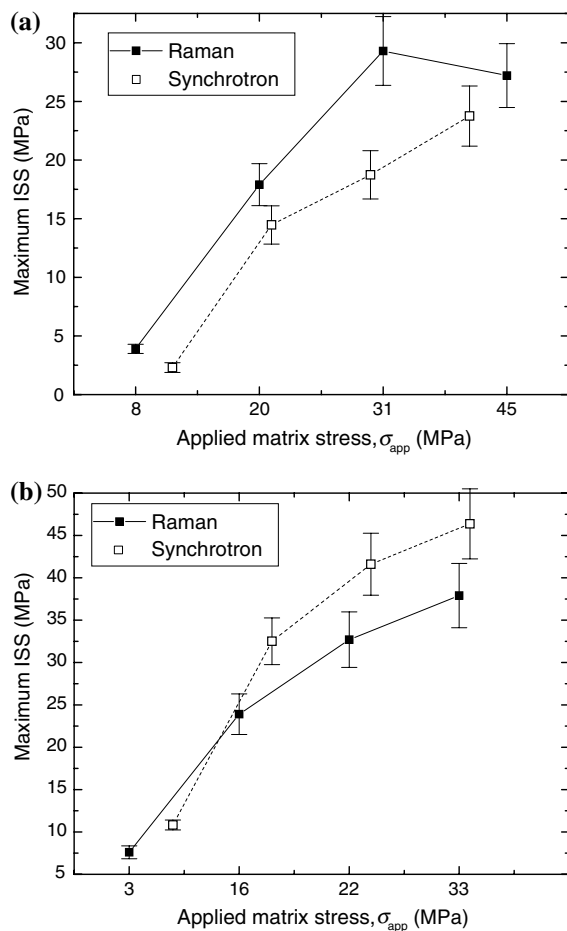 (a)
30
25
20
15
10
5
0
Maximum ISS (MPa)
Raman
Synchrotron
8 20 31 45
Applied matrix stress, σapp (MPa)
(b)
50
45
40
35
30
25
20
15
10
5
Maximum ISS (MPa)
Raman
Synchrotron
3 16 22 33
Applied matrix stress, σapp (MPa)